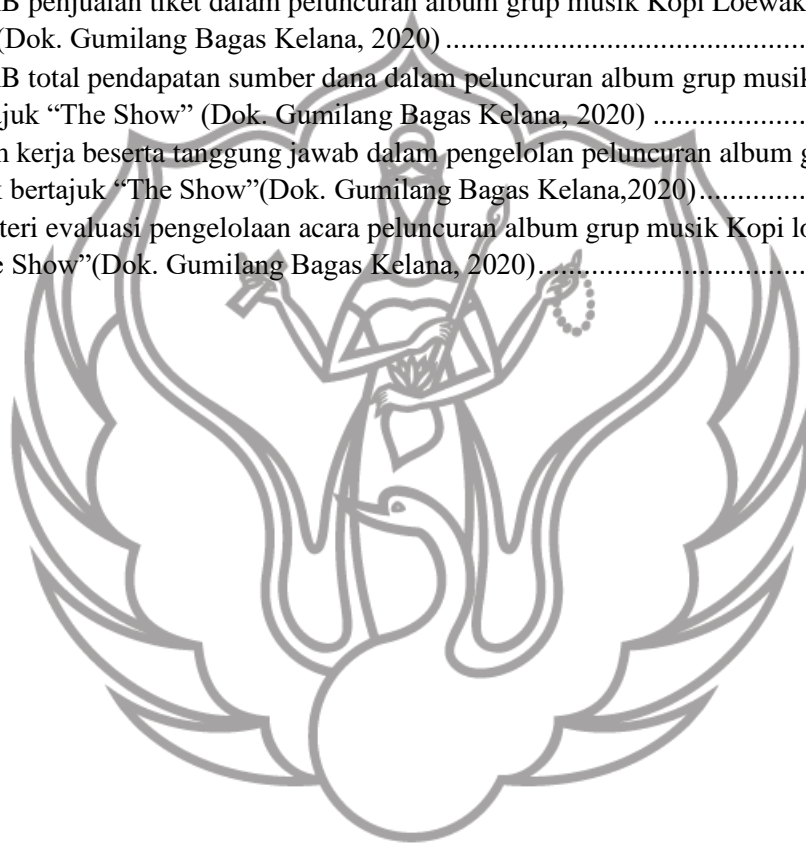 B penjualan tiket dalam peluncuran album grup musik Kopi Loewak
(Dok. Gumilang Bagas Kelana, 2020) ..............................................
B total pendapatan sumber dana dalam peluncuran album grup musik
juk “The Show” (Dok. Gumilang Bagas Kelana, 2020) ....................
kerja beserta tanggung jawab dalam pengelolan peluncuran album
bertajuk “The Show”(Dok. Gumilang Bagas Kelana,2020)...............
teri evaluasi pengelolaan acara peluncuran album grup musik Kopi lo
e Show”(Dok. Gumilang Bagas Kelana, 2020)...................................